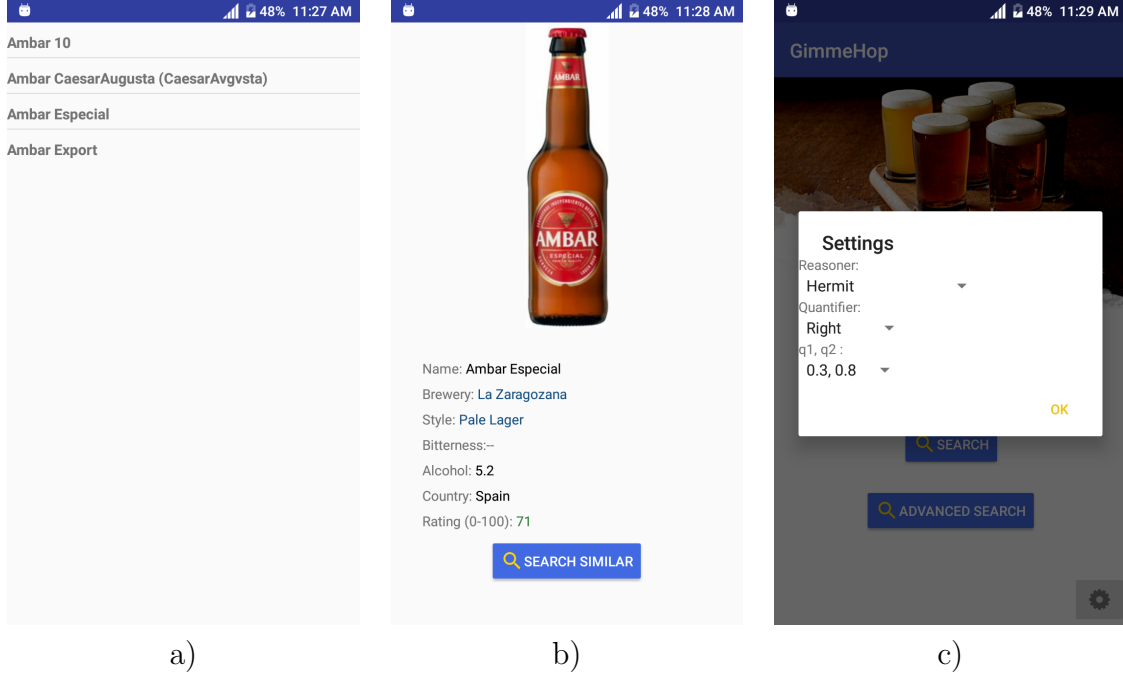 48% 11:27 AM
Ambar 10
Ambar CaesarAugusta (CaesarAvgvsta)
Ambar Especial
Ambar Export
a)
48% 11:28 AM
AMBAR
AMBAR
ESPECIAL
Name: Ambar Especial
Brewery: La Zaragozana
Style: Pale Lager
Bitterness:--
Alcohol: 5.2
Country: Spain
Rating (0-100): 71
SEARCH SIMILAR
b)
48% 11:29 AM
GimmeHop
Settings
Reasoner:
Hermit
Quantifier:
Right
q1, q2 :
0.3, 0.8
OK
SEARCH
ADVANCED SEARCH
c)